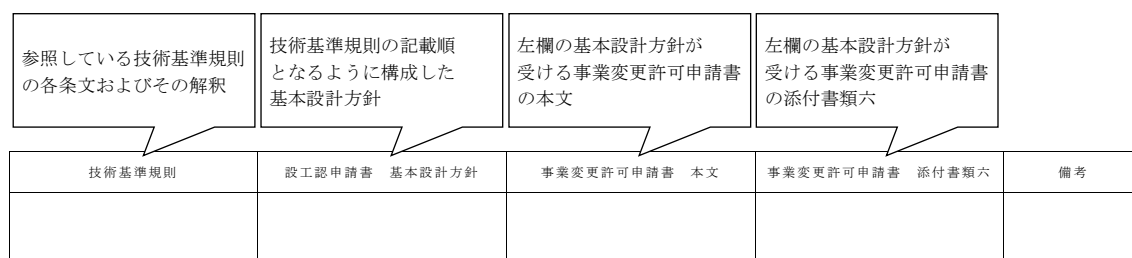 参照している技術基準規則
の各条文およびその解釈
技術基準規則の記載順
となるように構成した
基本設計方針
左欄の基本設計方針が
受ける事業変更許可申請書
の本文
左欄の基本設計方針が
受ける事業変更許可申請書
の添付書類六
技術基準規則
設工認申請書　基本設計方針
事業変更許可申請書　本文
事業変更許可申請書　添付書類六
備考